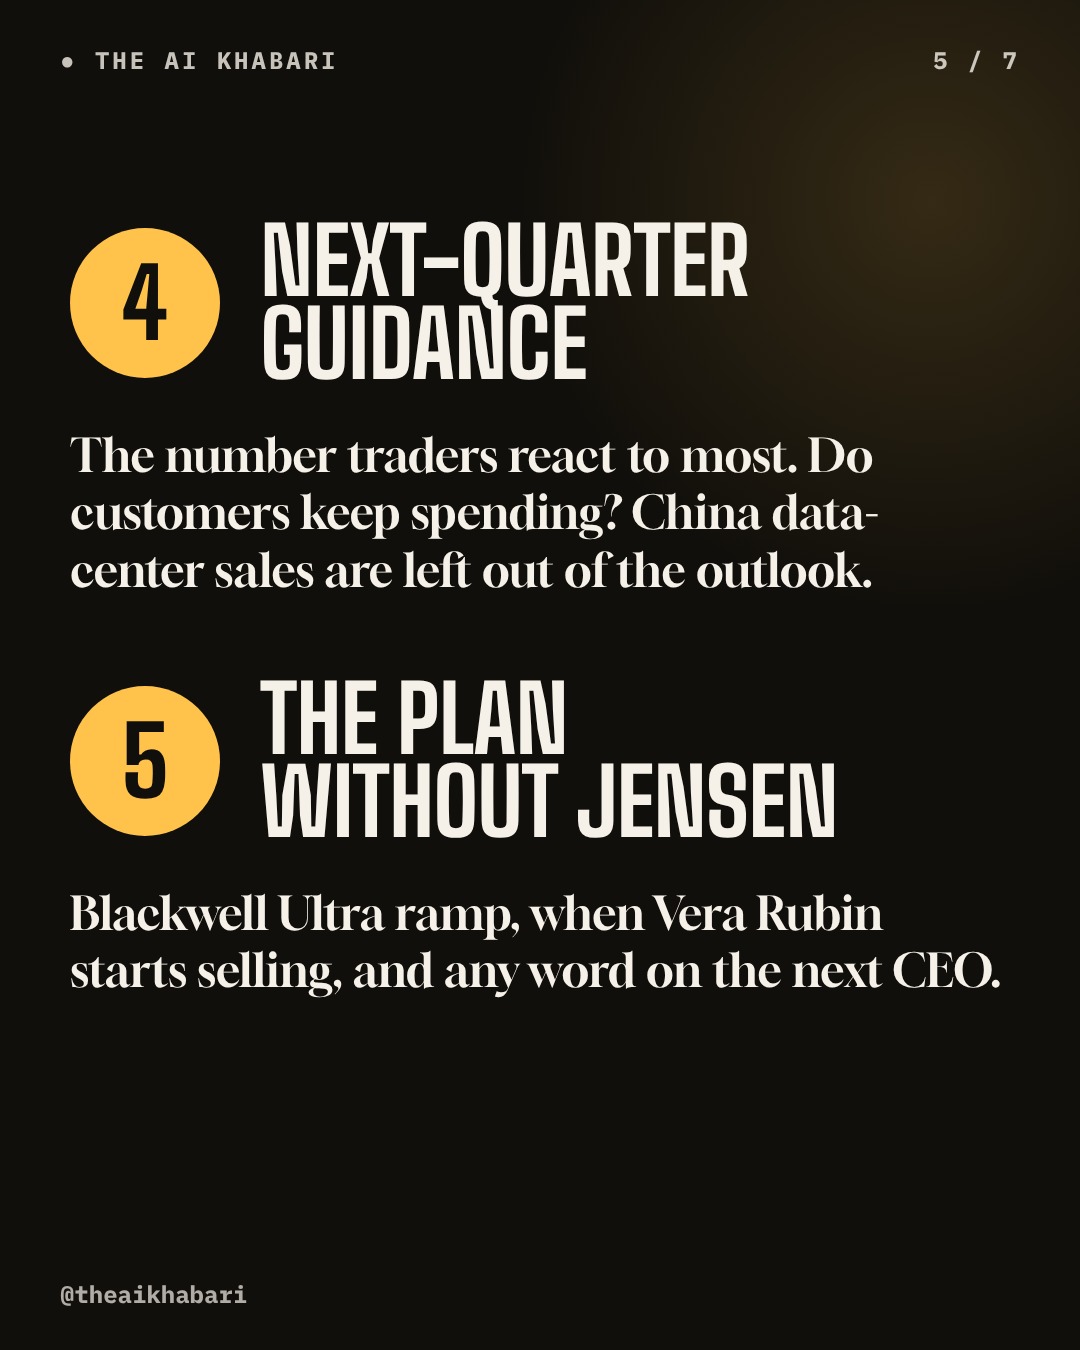 ● THE AI KHABARI
5 / 7
4
NEXT-QUARTER
GUIDANCE
The number traders react to most. Do
customers keep spending? China data-
center sales are left out of the outlook.
5
THE PLAN
WITHOUT JENSEN
Blackwell Ultra ramp, when Vera Rubin
starts selling, and any word on the next CEO.
@theaikhabari